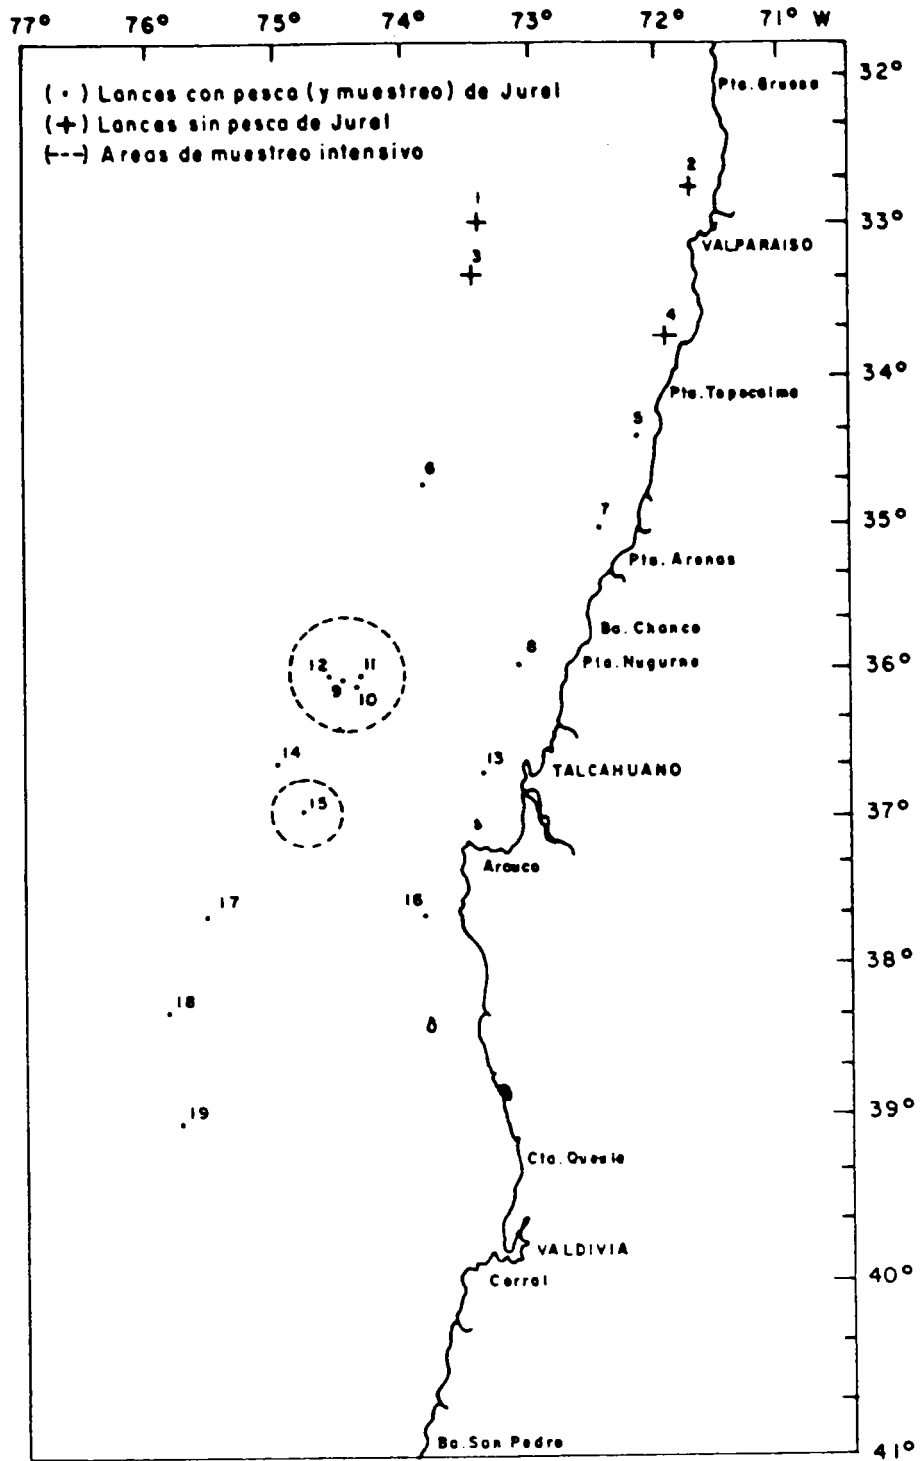 77° 76° 75° 74° 73° 72° 71° W
(·) Lances con pesca (y muestreo) de Jurel
(+) Lances sin pesca de Jurel
(---) Areas de muestreo intensivo
32°
Pta. Gruesa
2
1
33°
VALPARAISO
3
4
34°
Pta. Topocalma
5
6
7
35°
Pta. Arenas
Ba. Chanco
8
Pta. Nugurne
36°
12 11
9 10
14
13
TALCAHUANO
15
37°
Arauco
17
16
38°
18
19
39°
Cta. Queule
VALDIVIA
40°
Corral
Ba. San Pedro
41°